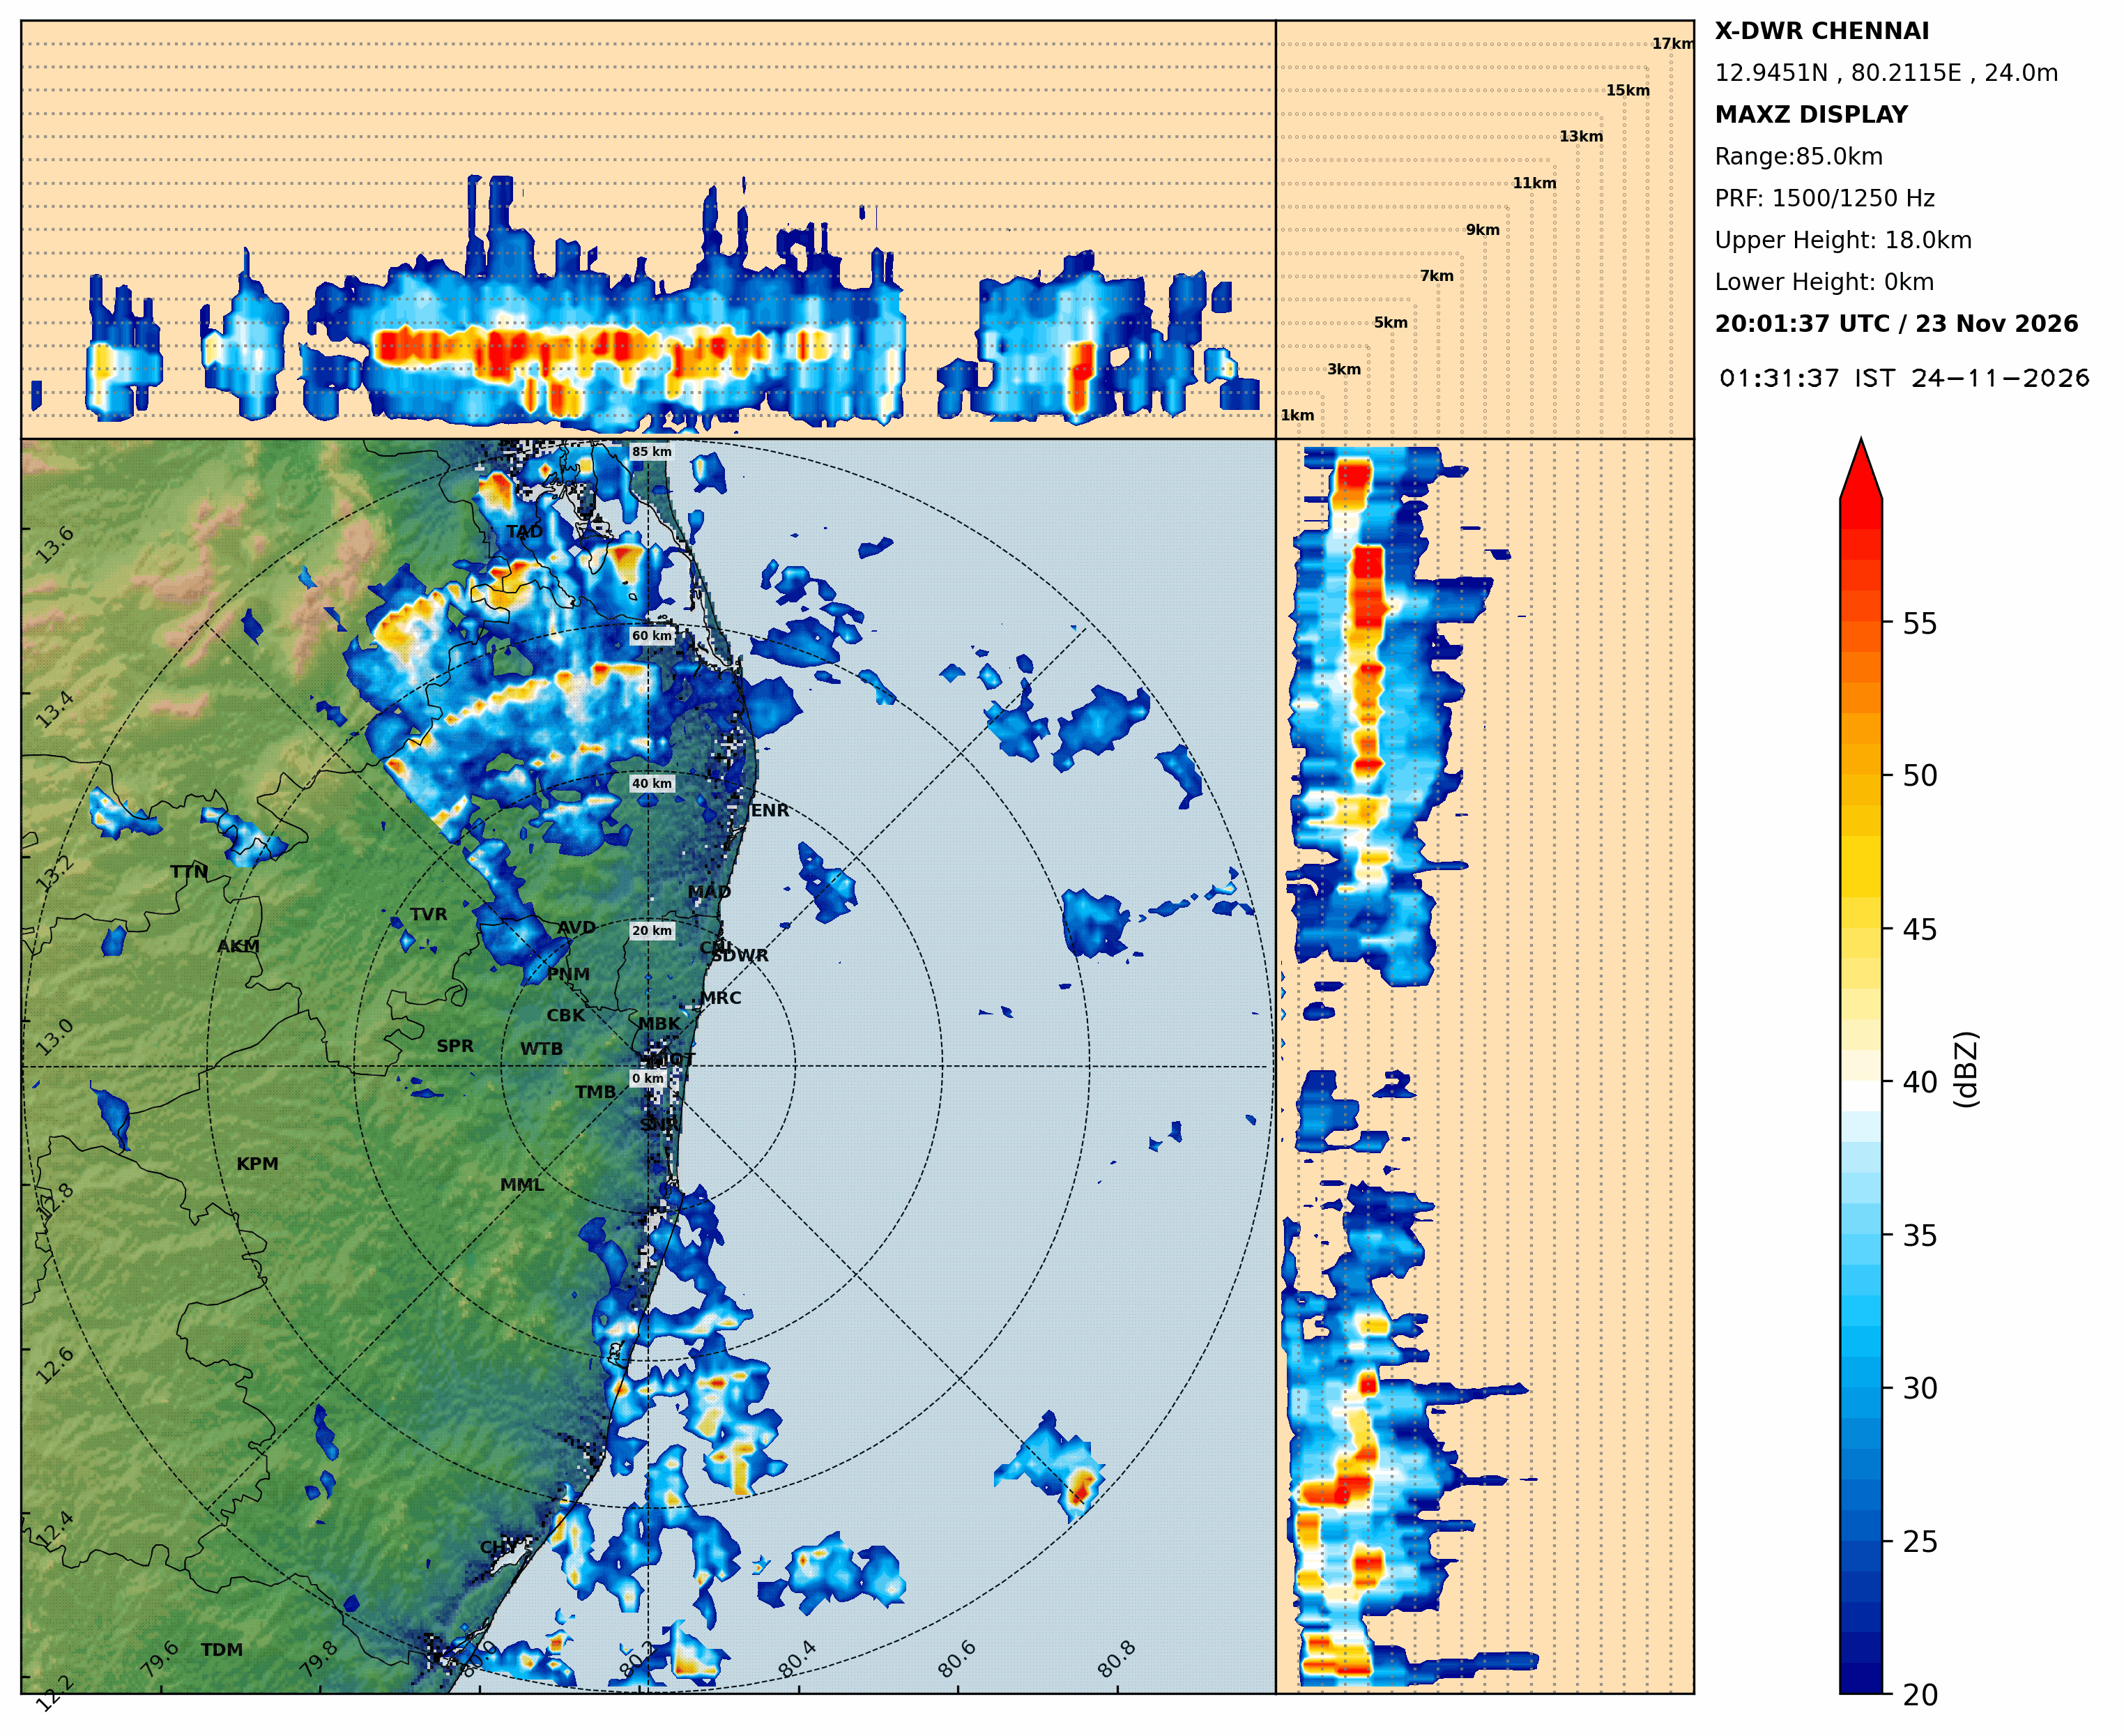 X-DWR CHENNAI
12.9451N , 80.2115E , 24.0m
MAXZ DISPLAY
Range:85.0km
PRF: 1500/1250 Hz
Upper Height: 18.0km
Lower Height: 0km
20:01:37 UTC / 23 Nov 2026
01:31:37 IST 24-11-2026
17km
15km
13km
11km
9km
7km
5km
3km
1km
85 km
TAD
13.6
60 km
13.4
40 km
ENR
13.2
TTN
MAD
TVR
AVD
20 km
AKM
SDWR
PNM
MRC
CBK
MBK
13.0
SPR
WTB
0 km
TMB
SNR
KPM
MML
12.8
12.6
12.4
CHY
TDM
12.2
79.6
79.8
80.0
80.2
80.4
80.6
80.8
55
50
45
40
35
30
25
20
(dBZ)